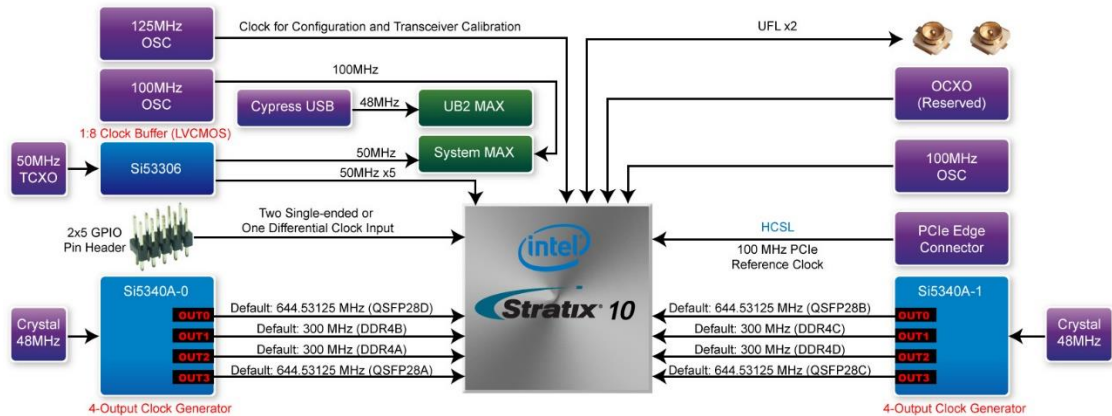 125MHz
OSC
Clock for Configuration and Transceiver Calibration
UFL x2
100MHz
OSC
100MHz
Cypress USB
48MHz
UB2 MAX
OCXO
(Reserved)
1:8 Clock Buffer (LVCMOS)
50MHz
TCXO
Si53306
50MHz
System MAX
50MHz x5
100MHz
OSC
2x5 GPIO
Pin Header
Two Single-ended or
One Differential Clock Input
intel
Stratix® 10
HCSL
100 MHz PCIe
Reference Clock
PCIe Edge
Connector
Si5340A-0
Crystal
48MHz
OUT0
Default: 644.53125 MHz (QSFP28D)
OUT1
Default: 300 MHz (DDR4B)
OUT2
Default: 300 MHz (DDR4A)
OUT3
Default: 644.53125 MHz (QSFP28A)
4-Output Clock Generator
Si5340A-1
Default: 644.53125 MHz (QSFP28B)
OUT0
Default: 300 MHz (DDR4C)
OUT1
Default: 300 MHz (DDR4D)
OUT2
Default: 644.53125 MHz (QSFP28C)
OUT3
Crystal
48MHz
4-Output Clock Generator